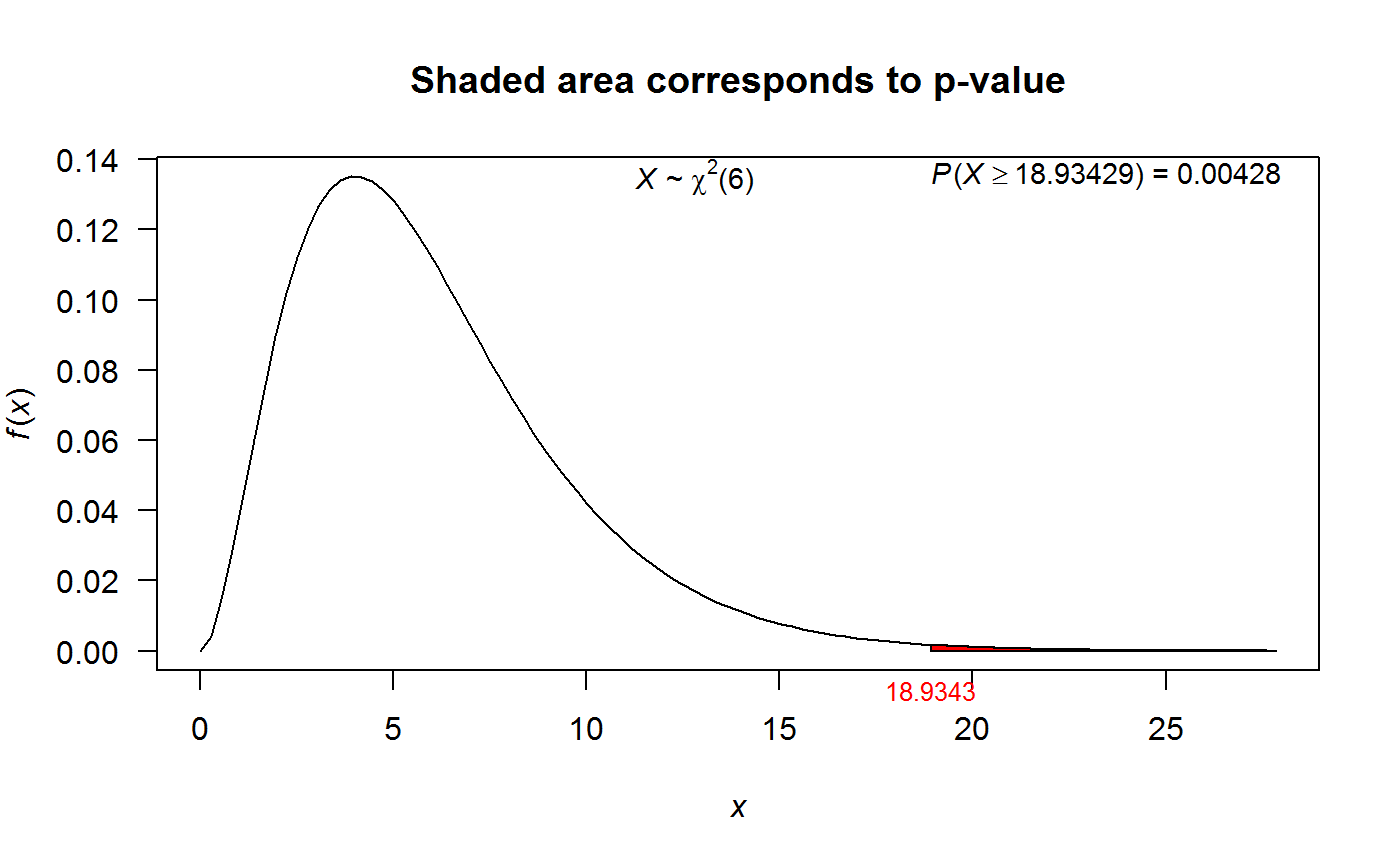 Shaded area corresponds to p-value
X ~ χ²(6)
P(X ≥ 18.93429) = 0.00428
0.14
0.12
0.10
0.08
0.06
0.04
0.02
0.00
f(x)
18.9343
0 5 10 15 20 25
x